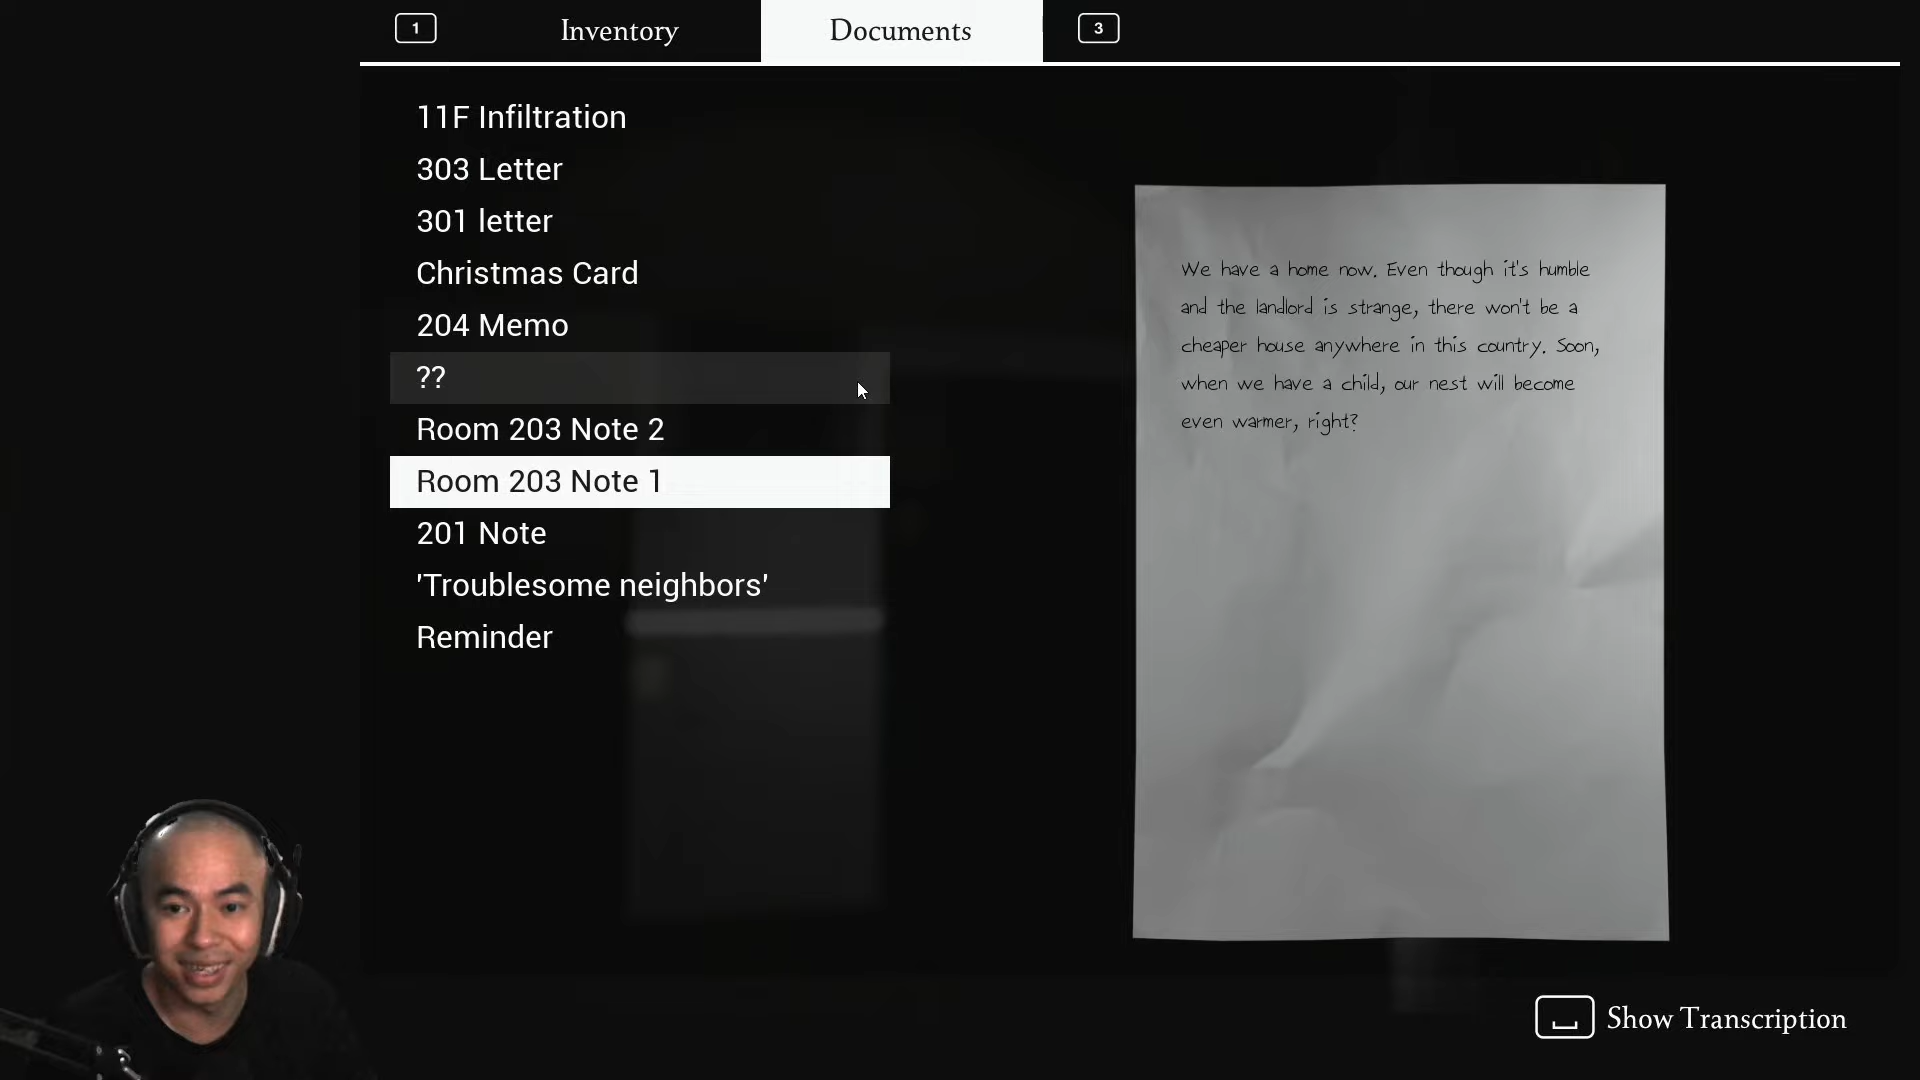 1
Inventory
Documents
3
11F Infiltration
303 Letter
301 letter
Christmas Card
204 Memo
??
Room 203 Note 2
Room 203 Note 1
201 Note
'Troublesome neighbors'
Reminder
We have a home now. Even though it's humble
and the landlord is strange, there won't be a
cheaper house anywhere in this country. Soon,
when we have a child, our nest will become
even warmer, right?
Show Transcription